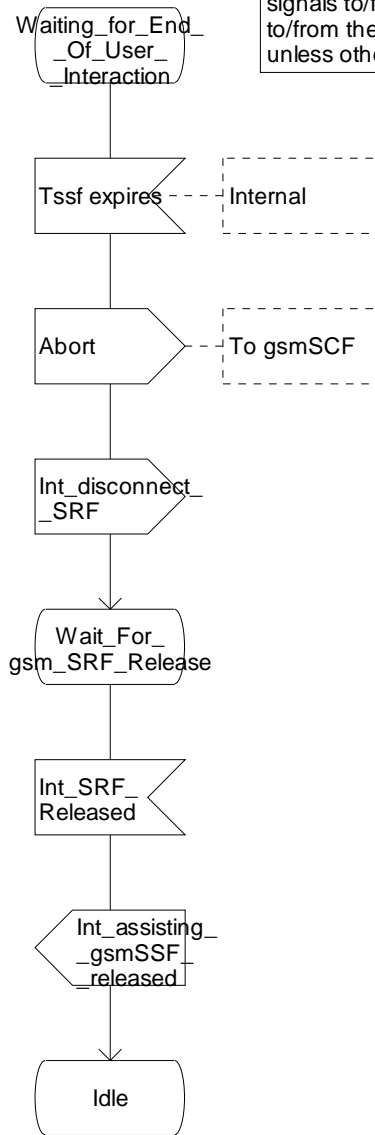 signals to/f
to/from the
unless othe
Waiting_for_End_
_Of_User_
_Interaction
Tssf expires
Internal
Abort
To gsmSCF
Int_disconnect_
_SRF
Wait_For_
gsm_SRF_Release
Int_SRF_
Released
Int_assisting_
_gsmSSF_
_released
Idle